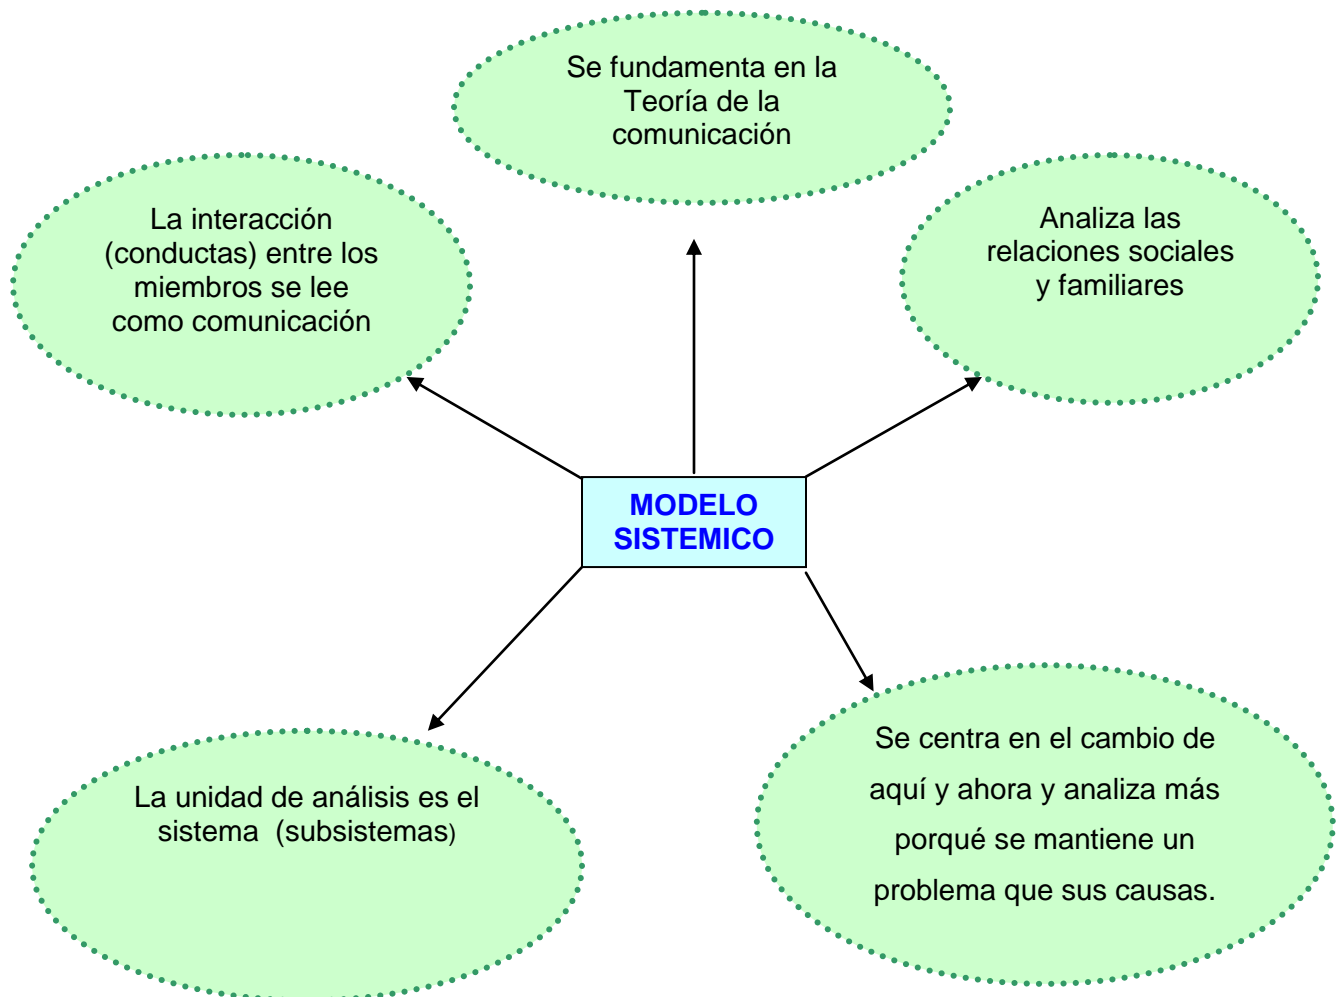 Se fundamenta en la
Teoría de la
comunicación
La interacción
(conductas) entre los
miembros se lee
como comunicación
Analiza las
relaciones sociales
y familiares
MODELO
SISTEMICO
La unidad de análisis es el
sistema (subsistemas)
Se centra en el cambio de
aquí y ahora y analiza más
porqué se mantiene un
problema que sus causas.